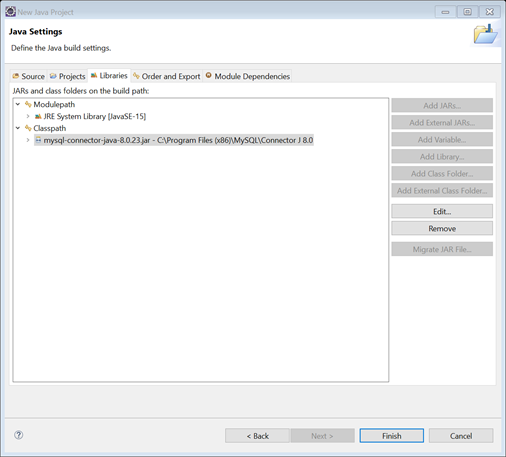 New Java Project
Java Settings
Define the Java build settings.
Source Projects Libraries Order and Export Module Dependencies
JARs and class folders on the build path:
Modulepath
JRE System Library [JavaSE-15]
Classpath
mysql-connector-java-8.0.23.jar - C:\Program Files (x86)\MySQL\Connector J 8.0
Add JARs...
Add External JARs...
Add Variable...
Add Library...
Add Class Folder...
Add External Class Folder...
Edit...
Remove
Migrate JAR File...
? < Back Next > Finish Cancel